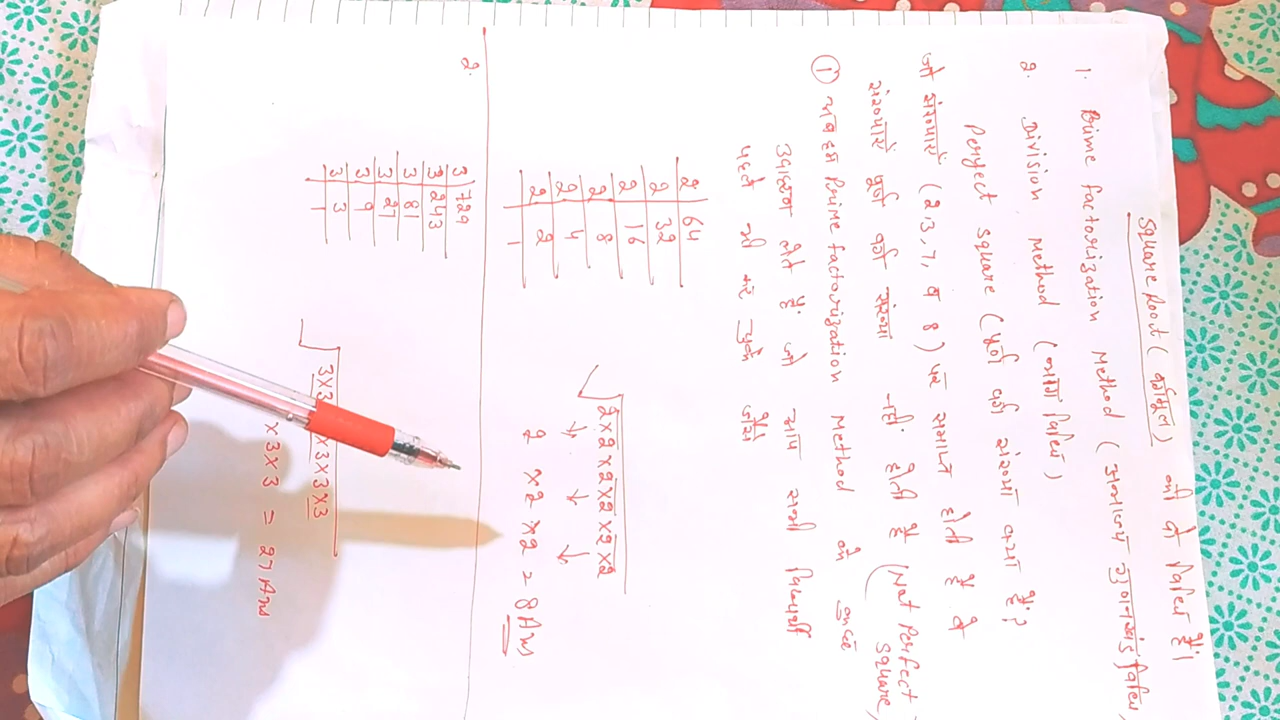 Square Root (वर्गमूल) की दो विधियां हैं।
1. Prime factorization Method (अभाज्य गुणनखंड विधि)
2. Division Method (भाग विधि)
Perfect square (पूर्ण वर्ग संख्या क्या है?
जो संख्यायें (2,3,7, व 8) पर समाप्त होती हैं वे
संख्यायें पूर्ण वर्ग संख्या नहीं होती हैं (Not Perfect
square)
① अब हम Prime factorization Method के कुछ
उदाहरण लेते हैं जो आप सभी विद्यार्थी
पहले भी कर चुके होंगे
2 | 64
2 | 32
2 | 16
2 | 8
2 | 4
2 | 2
1
√2×2×2×2×2×2
↓ ↓ ↓
2 ×2 ×2 = 8 Ans
2.
3 | 729
3 | 243
3 | 81
3 | 27
3 | 9
3 | 3
1
√3×3 ×3×3×3
×3×3 = 27 Ans